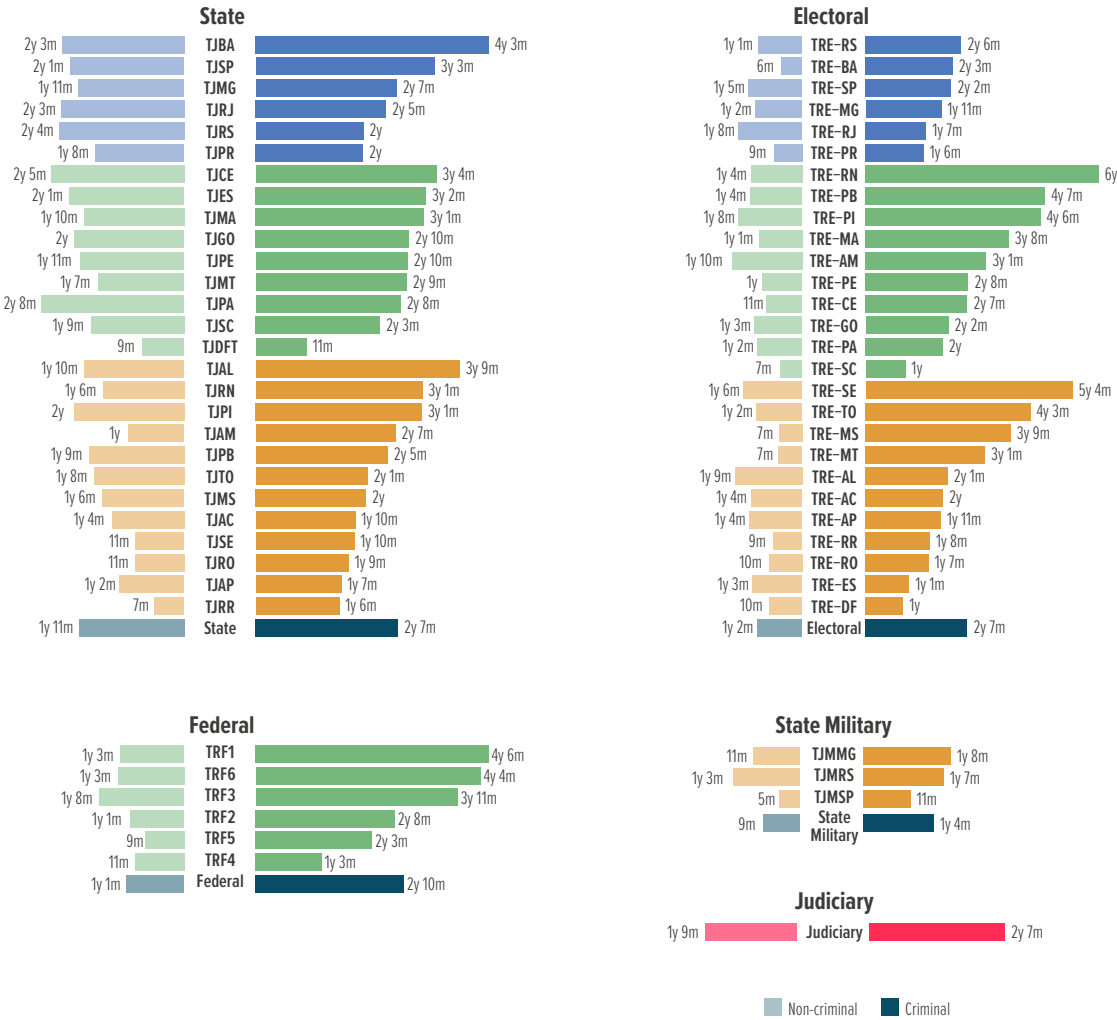 State
2y 3m TJBA 4y 3m
2y 1m TJSP 3y 3m
1y 11m TJMG 2y 7m
2y 3m TJRJ 2y 5m
2y 4m TJRS 2y
1y 8m TJPR 2y
2y 5m TJCE 3y 4m
2y 1m TJES 3y 2m
1y 10m TJMA 3y 1m
2y TJGO 2y 10m
1y 11m TJPE 2y 10m
1y 7m TJMT 2y 9m
2y 8m TJPA 2y 8m
1y 9m TJSC 2y 3m
9m TJDFT 11m
1y 10m TJAL 3y 9m
1y 6m TJRN 3y 1m
2y TJPI 3y 1m
1y TJAM 2y 7m
1y 9m TJPB 2y 5m
1y 8m TJTO 2y 1m
1y 6m TJMS 2y
1y 4m TJAC 1y 10m
11m TJSE 1y 10m
11m TJRO 1y 9m
1y 2m TJAP 1y 7m
7m TJRR 1y 6m
1y 11m State 2y 7m
Electoral
1y 1m TRE-RS 2y 6m
6m TRE-BA 2y 3m
1y 5m TRE-SP 2y 2m
1y 2m TRE-MG 1y 11m
1y 8m TRE-RJ 1y 7m
9m TRE-PR 1y 6m
1y 4m TRE-RN 6y
1y 4m TRE-PB 4y 7m
1y 8m TRE-PI 4y 6m
1y 1m TRE-MA 3y 8m
1y 10m TRE-AM 3y 1m
1y TRE-PE 2y 8m
11m TRE-CE 2y 7m
1y 3m TRE-GO 2y 2m
1y 2m TRE-PA 2y
7m TRE-SC 1y
1y 6m TRE-SE 5y 4m
1y 2m TRE-TO 4y 3m
7m TRE-MS 3y 9m
7m TRE-MT 3y 1m
1y 9m TRE-AL 2y 1m
1y 4m TRE-AC 2y
1y 4m TRE-AP 1y 11m
9m TRE-RR 1y 8m
10m TRE-RO 1y 7m
1y 3m TRE-ES 1y 1m
10m TRE-DF 1y
1y 2m Electoral 2y 7m
Federal
1y 3m TRF1 4y 6m
1y 3m TRF6 4y 4m
1y 8m TRF3 3y 11m
1y 1m TRF2 2y 8m
9m TRF5 2y 3m
11m TRF4 1y 3m
1y 1m Federal 2y 10m
State Military
11m TJMMG 1y 8m
1y 3m TJMRS 1y 7m
5m TJMSP 11m
9m State 1y 4m
Military
Judiciary
1y 9m Judiciary 2y 7m
Non-criminal Criminal